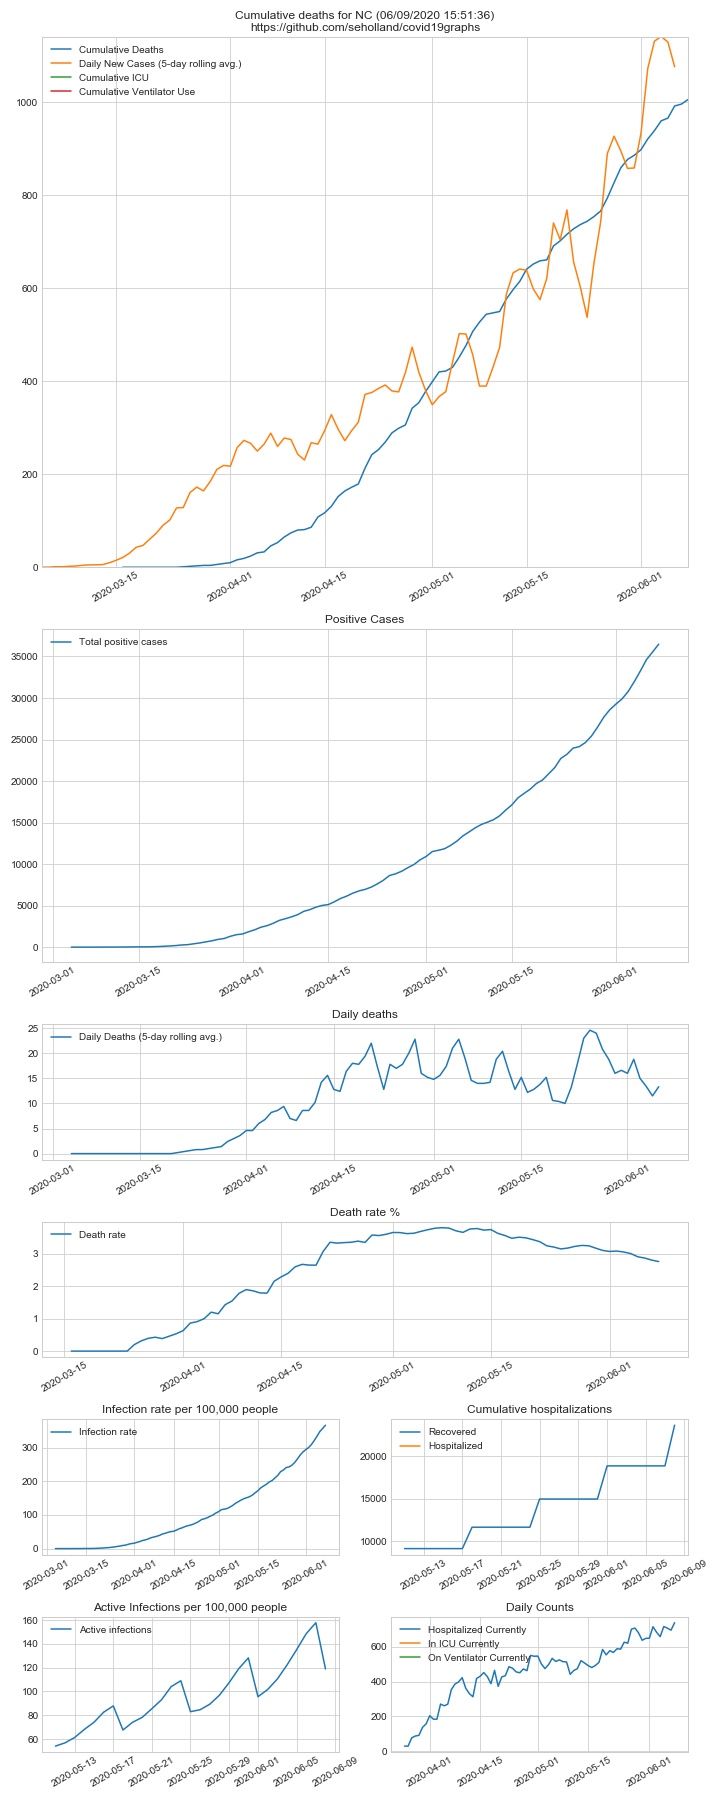 Cumulative deaths for NC (06/09/2020 15:51:36)
https://github.com/seholland/covid19graphs
Cumulative Deaths
Daily New Cases (5-day rolling avg.)
Cumulative ICU
Cumulative Ventilator Use
1000
800
600
400
200
0
2020-03-15 2020-04-01 2020-04-15 2020-05-01 2020-05-15 2020-06-01
Positive Cases
Total positive cases
35000
30000
25000
20000
15000
10000
5000
0
2020-03-01 2020-03-15 2020-04-01 2020-04-15 2020-05-01 2020-05-15 2020-06-01
Daily deaths
Daily Deaths (5-day rolling avg.)
25
20
15
10
5
0
2020-03-01 2020-03-15 2020-04-01 2020-04-15 2020-05-01 2020-05-15 2020-06-01
Death rate %
Death rate
3
2
1
0
2020-03-15 2020-04-01 2020-04-15 2020-05-01 2020-05-15 2020-06-01
Infection rate per 100,000 people
Infection rate
300
200
100
0
2020-03-01 2020-03-15 2020-04-01 2020-04-15 2020-05-01 2020-05-15 2020-06-01
Cumulative hospitalizations
Recovered
Hospitalized
20000
15000
10000
2020-05-13 2020-05-17 2020-05-21 2020-05-25 2020-05-29 2020-06-01 2020-06-05 2020-06-09
Active Infections per 100,000 people
Active infections
160
140
120
100
80
60
2020-05-13 2020-05-17 2020-05-21 2020-05-25 2020-05-29 2020-06-01 2020-06-05 2020-06-09
Daily Counts
Hospitalized Currently
In ICU Currently
On Ventilator Currently
600
400
200
0
2020-04-01 2020-04-15 2020-05-01 2020-05-15 2020-06-01